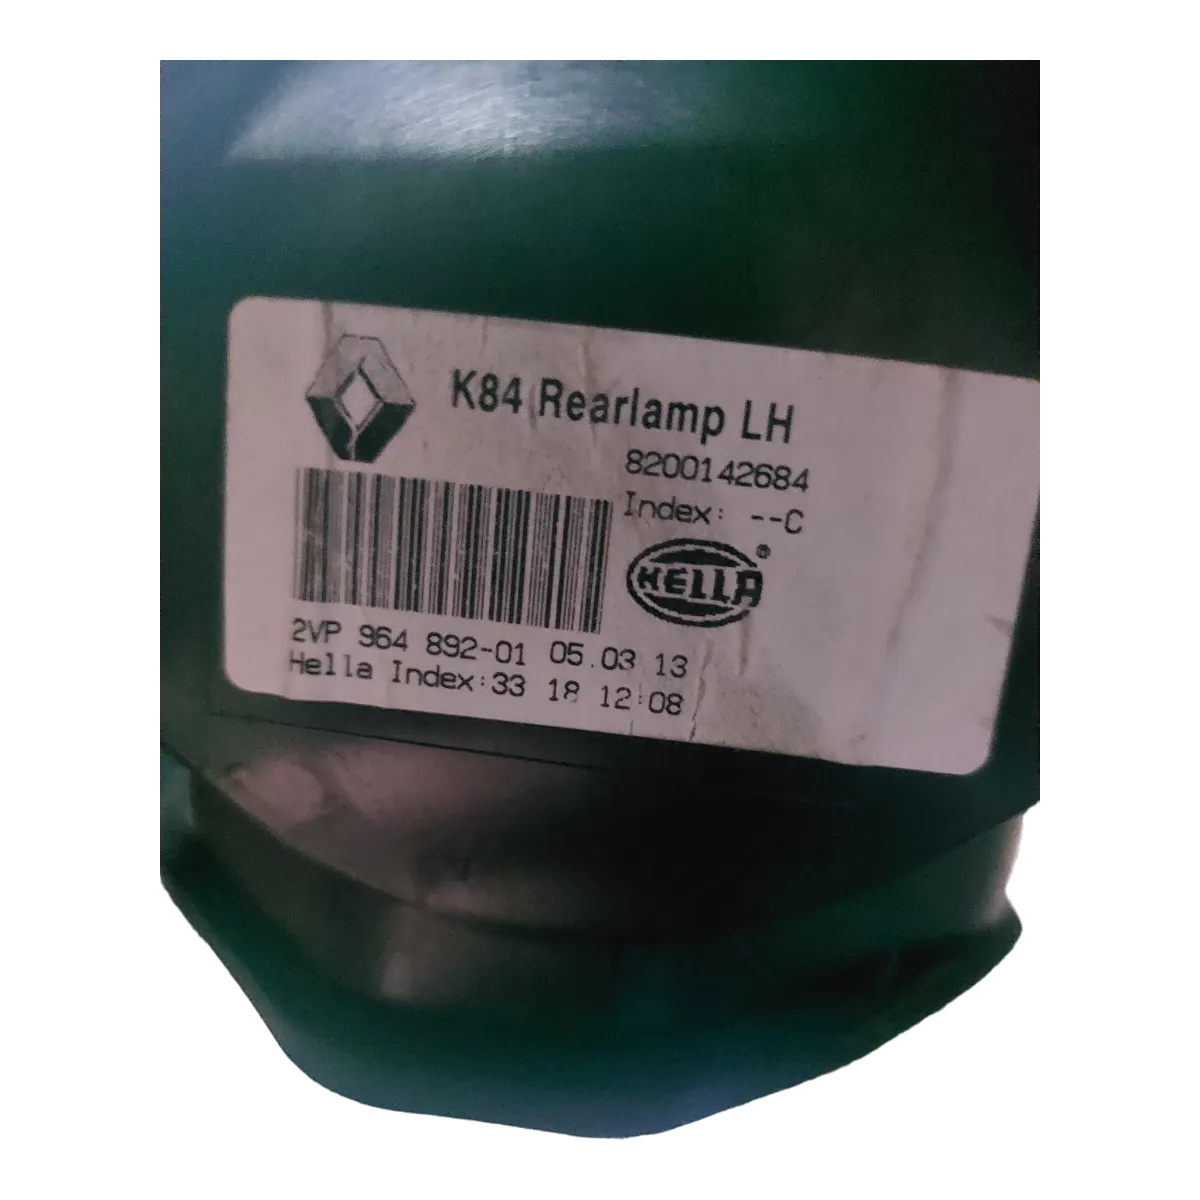 K84 Rearlamp LH
8200142684
Index: --C
HELLA®
2VP 964 892-01 05.03 13
Hella Index:33 18 12:08